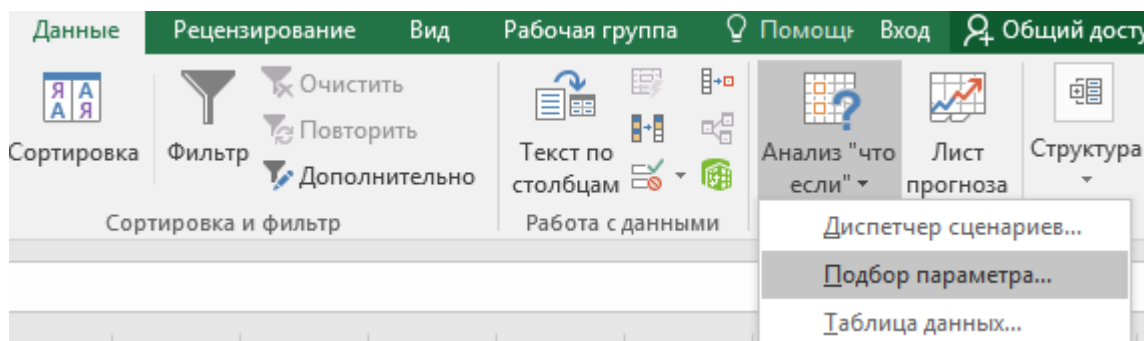 Данные Рецензирование Вид Рабочая группа Помощь Вход Общий досту
Я А
А Я
Сортировка
Фильтр
Очистить
Повторить
Дополнительно
Сортировка и фильтр
Текст по
столбцам
Работа с данными
Анализ "что
если"
Лист
прогноза
Структура
Диспетчер сценариев...
Подбор параметра...
Таблица данных...